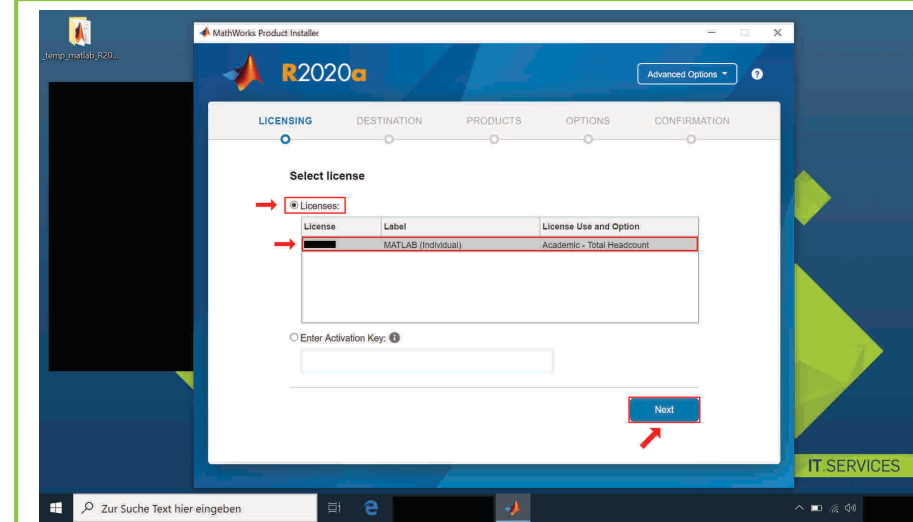 _temp_matlab_R20...
MathWorks Product Installer
R2020a
Advanced Options
?
LICENSING DESTINATION PRODUCTS OPTIONS CONFIRMATION
Select license
Licenses:
License Label License Use and Option
MATLAB (Individual) Academic - Total Headcount
Enter Activation Key:
Next
IT.SERVICES
Zur Suche Text hier eingeben